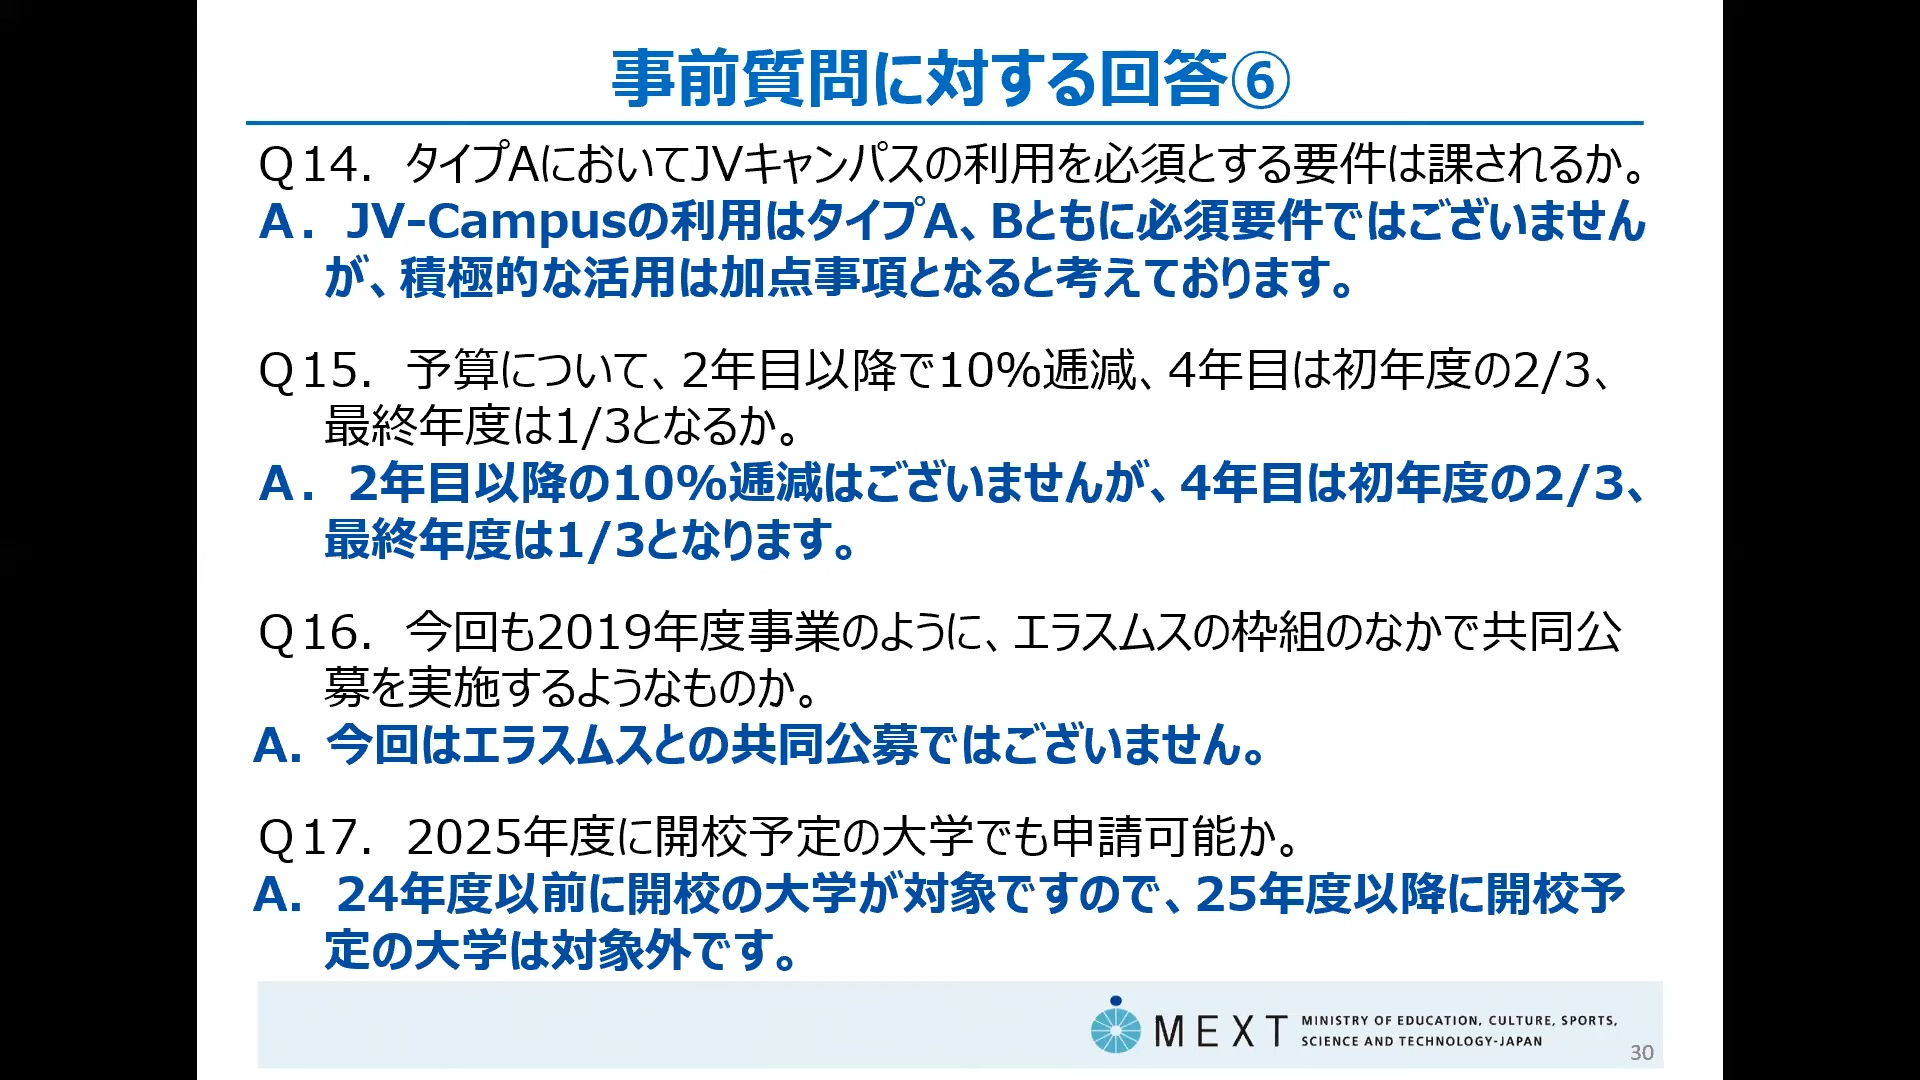 事前質問に対する回答⑥
Ｑ14． タイプAにおいてJVキャンパスの利用を必須とする要件は課されるか。
Ａ． JV-Campusの利用はタイプA、Bともに必須要件ではございません
が、積極的な活用は加点事項となると考えております。
Ｑ15． 予算について、2年目以降で10%逓減、4年目は初年度の2/3、
最終年度は1/3となるか。
Ａ． 2年目以降の10%逓減はございませんが、4年目は初年度の2/3、
最終年度は1/3となります。
Ｑ16． 今回も2019年度事業のように、エラスムスの枠組のなかで共同公
募を実施するようなものか。
A. 今回はエラスムスとの共同公募ではございません。
Ｑ17． 2025年度に開校予定の大学でも申請可能か。
A. 24年度以前に開校の大学が対象ですので、25年度以降に開校予
定の大学は対象外です。
MEXT
MINISTRY OF EDUCATION, CULTURE, SPORTS,
SCIENCE AND TECHNOLOGY-JAPAN
30